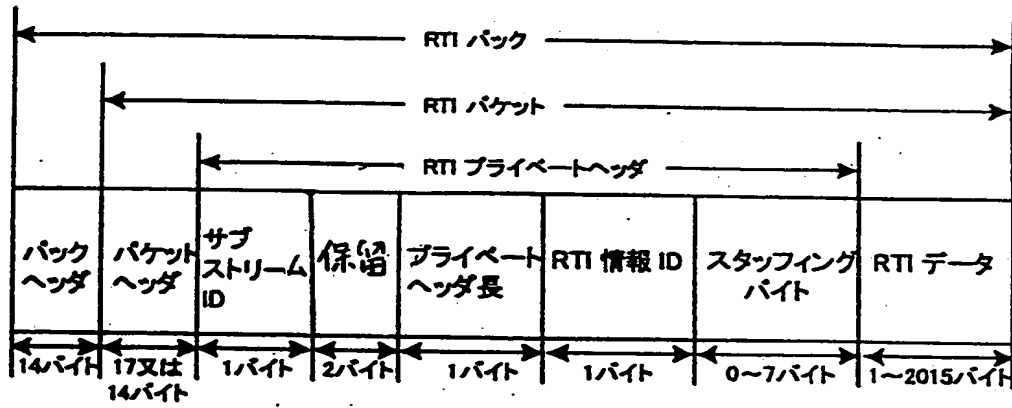 RTI パック
RTI パケット
RTI プライベートヘッダ
パック
ヘッダ
パケット
ヘッダ
サブ
ストリーム
ID
保留
プライベート
ヘッダ長
RTI 情報 ID
スタッフィング
バイト
RTI データ
14バイト
17又は
14バイト
1バイト
2バイト
1バイト
1バイト
0~7バイト
1~2015バイト